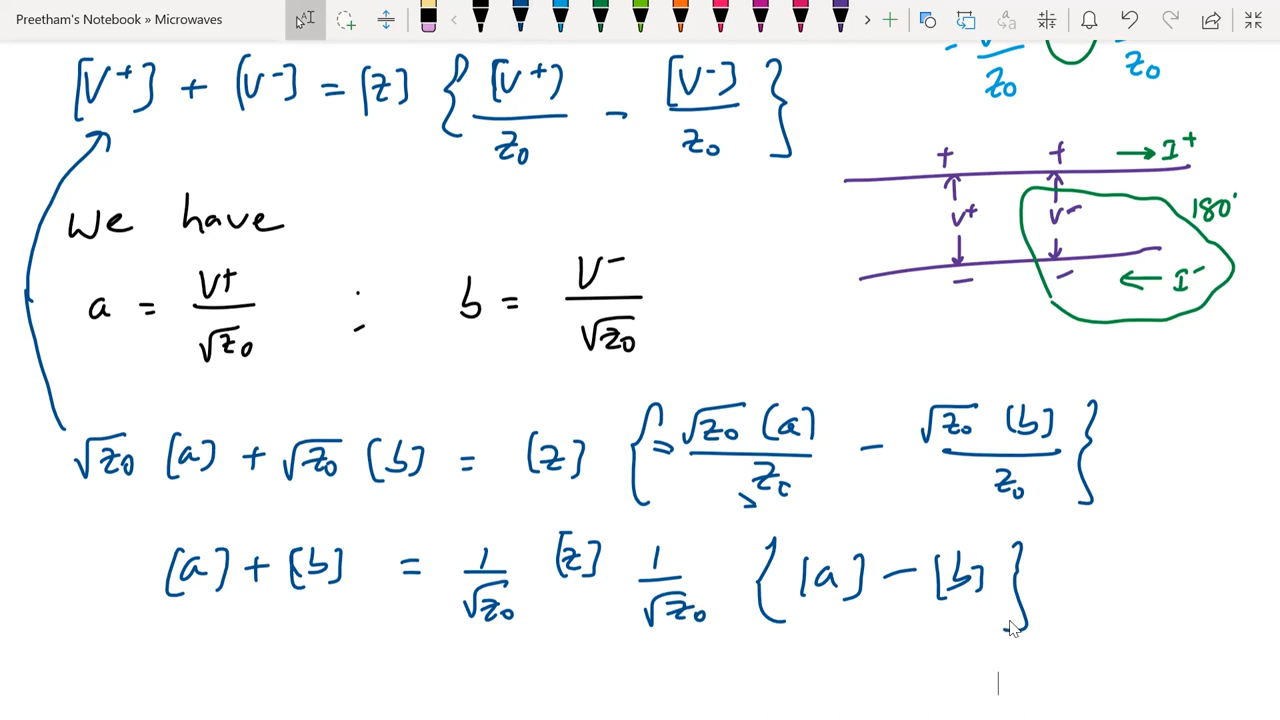 Preetham's Notebook » Microwaves
[V⁺] + [V⁻] = [Z] { [V⁺]/Z₀ - [V⁻]/Z₀ }
Z₀
Z₀
+ + → I⁺
V⁺ V⁻ 180°
- - ← I⁻
We have
a = V⁺/√Z₀ ; b = V⁻/√Z₀
√Z₀ [a] + √Z₀ [b] = [Z] { √Z₀ [a]/Z₀ - √Z₀ [b]/Z₀ }
[a] + [b] = 1/√Z₀ [Z] 1/√Z₀ { [a] - [b] }